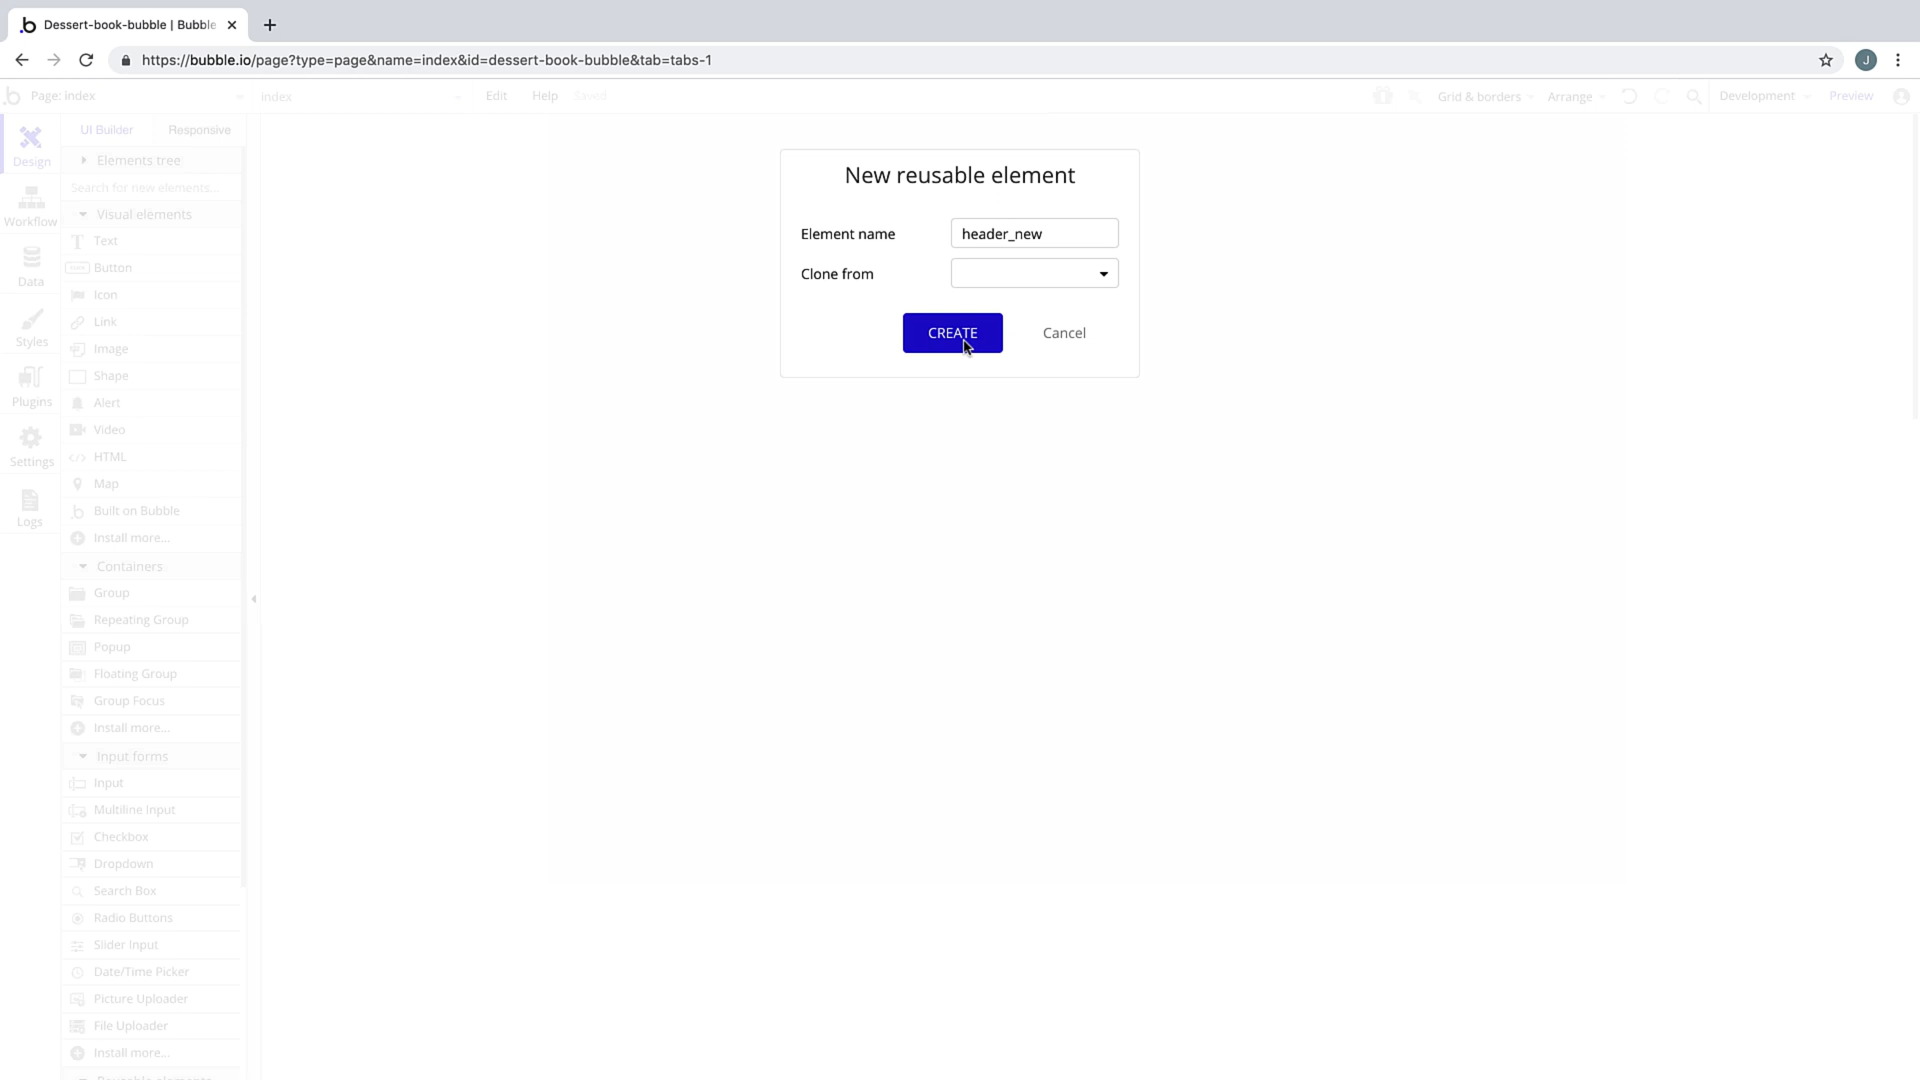 Dessert-book-bubble | Bubble
https://bubble.io/page?type=page&name=index&id=dessert-book-bubble&tab=tabs-1
J
Page: index
index
Edit
Help
Saved
Grid & borders
Arrange
Development
Preview
Design
Workflow
Data
Styles
Plugins
Settings
Logs
UI Builder
Responsive
Elements tree
Search for new elements...
Visual elements
Text
Button
Icon
Link
Image
Shape
Alert
Video
HTML
Map
Built on Bubble
Install more...
Containers
Group
Repeating Group
Popup
Floating Group
Group Focus
Install more...
Input forms
Input
Multiline Input
Checkbox
Dropdown
Search Box
Radio Buttons
Slider Input
Date/Time Picker
Picture Uploader
File Uploader
Install more...
Reusable elements
New reusable element
Element name
header_new
Clone from
CREATE
Cancel